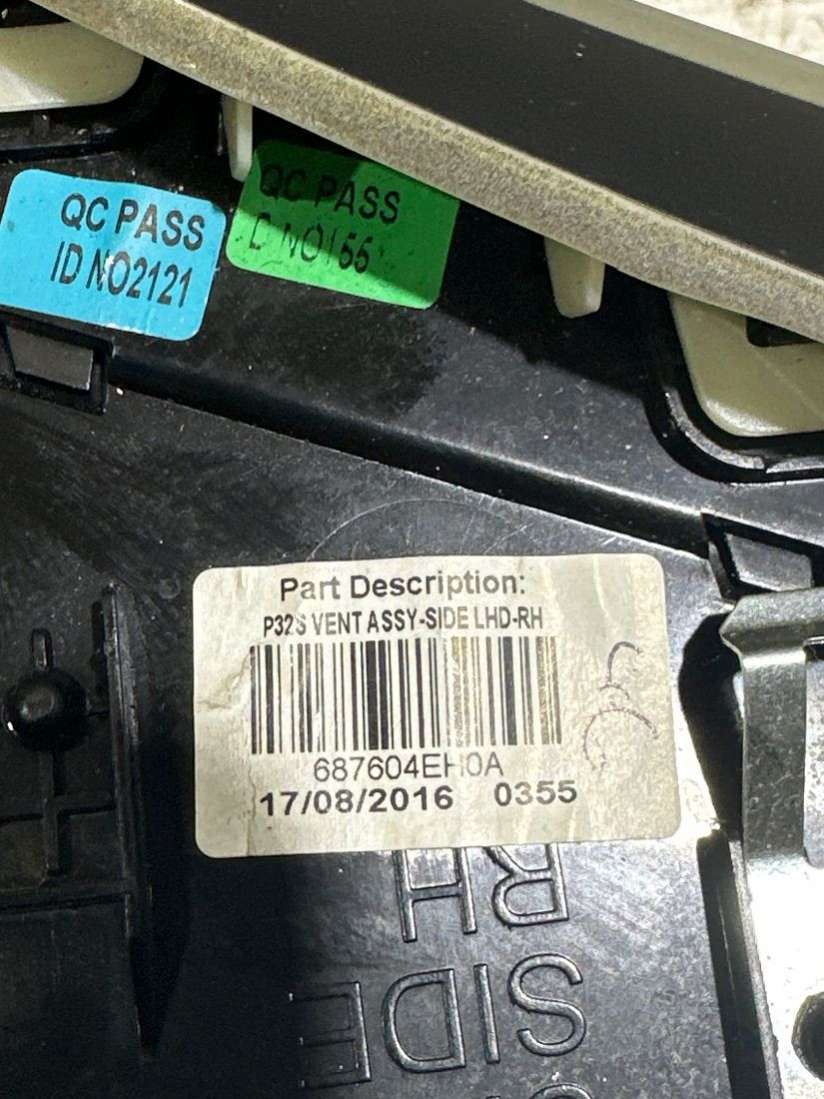 QC PASS
ID NO2121
QC PASS
D NO155
Part Description:
P32S VENT ASSY-SIDE LHD-RH
687604EH0A
17/08/2016 0355
RH
SIDE